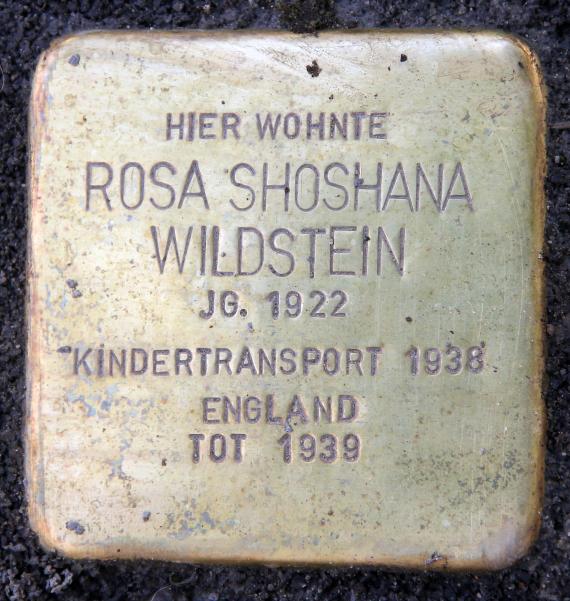 HIER WOHNTE
ROSA SHOSHANA
WILDSTEIN
JG. 1922
KINDERTRANSPORT 1938
ENGLAND
TOT 1939